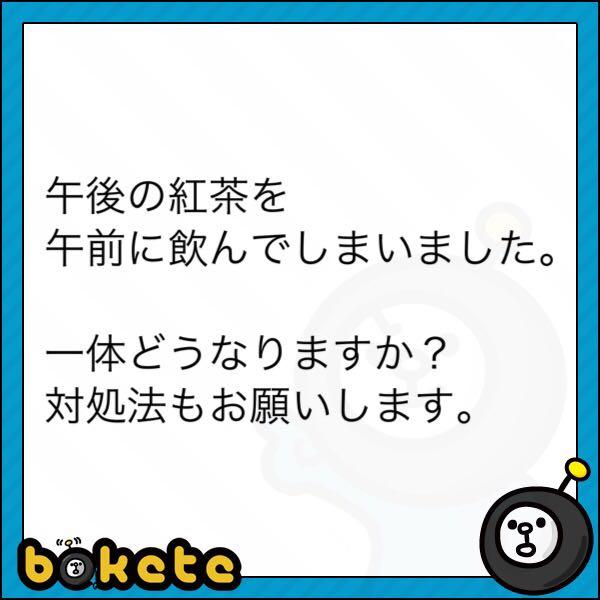 午後の紅茶を
午前に飲んでしまいました。
一体どうなりますか？
対処法もお願いします。
bokete